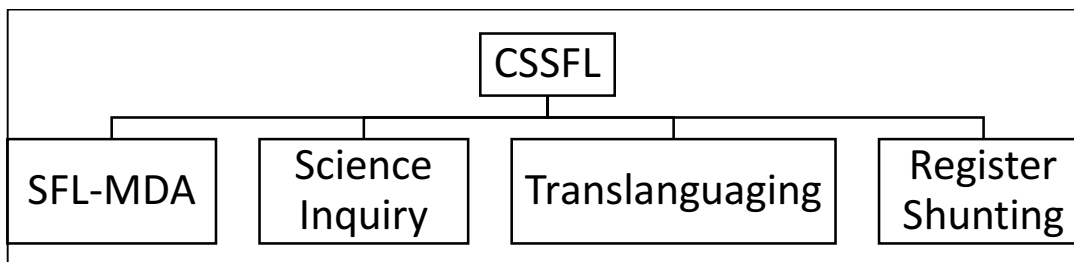 CSSFL
SFL-MDA
Science
Inquiry
Translanguaging
Register
Shunting